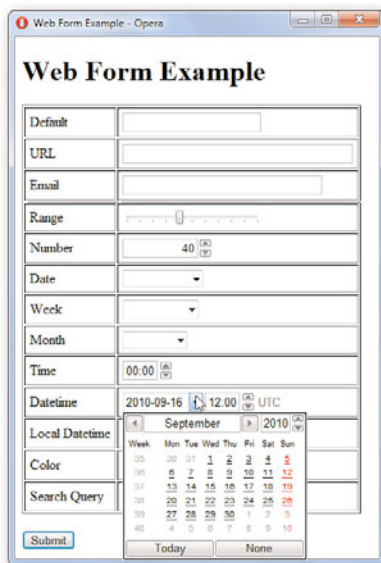 Web Form Example - Opera
Web Form Example
Default
URL
Email
Range
Number 40
Date
Week
Month
Time 00:00
Datetime 2010-09-16 12:00 UTC
Local Datetime
Color
Search Query
Submit
September 2010
Week Mon Tue Wed Thu Fri Sat Sun
35 30 31 1 2 3 4 5
36 6 7 8 9 10 11 12
37 13 14 15 16 17 18 19
38 20 21 22 23 24 25 26
39 27 28 29 30 1 2 3
40 4 5 6 7 8 9 10
Today None